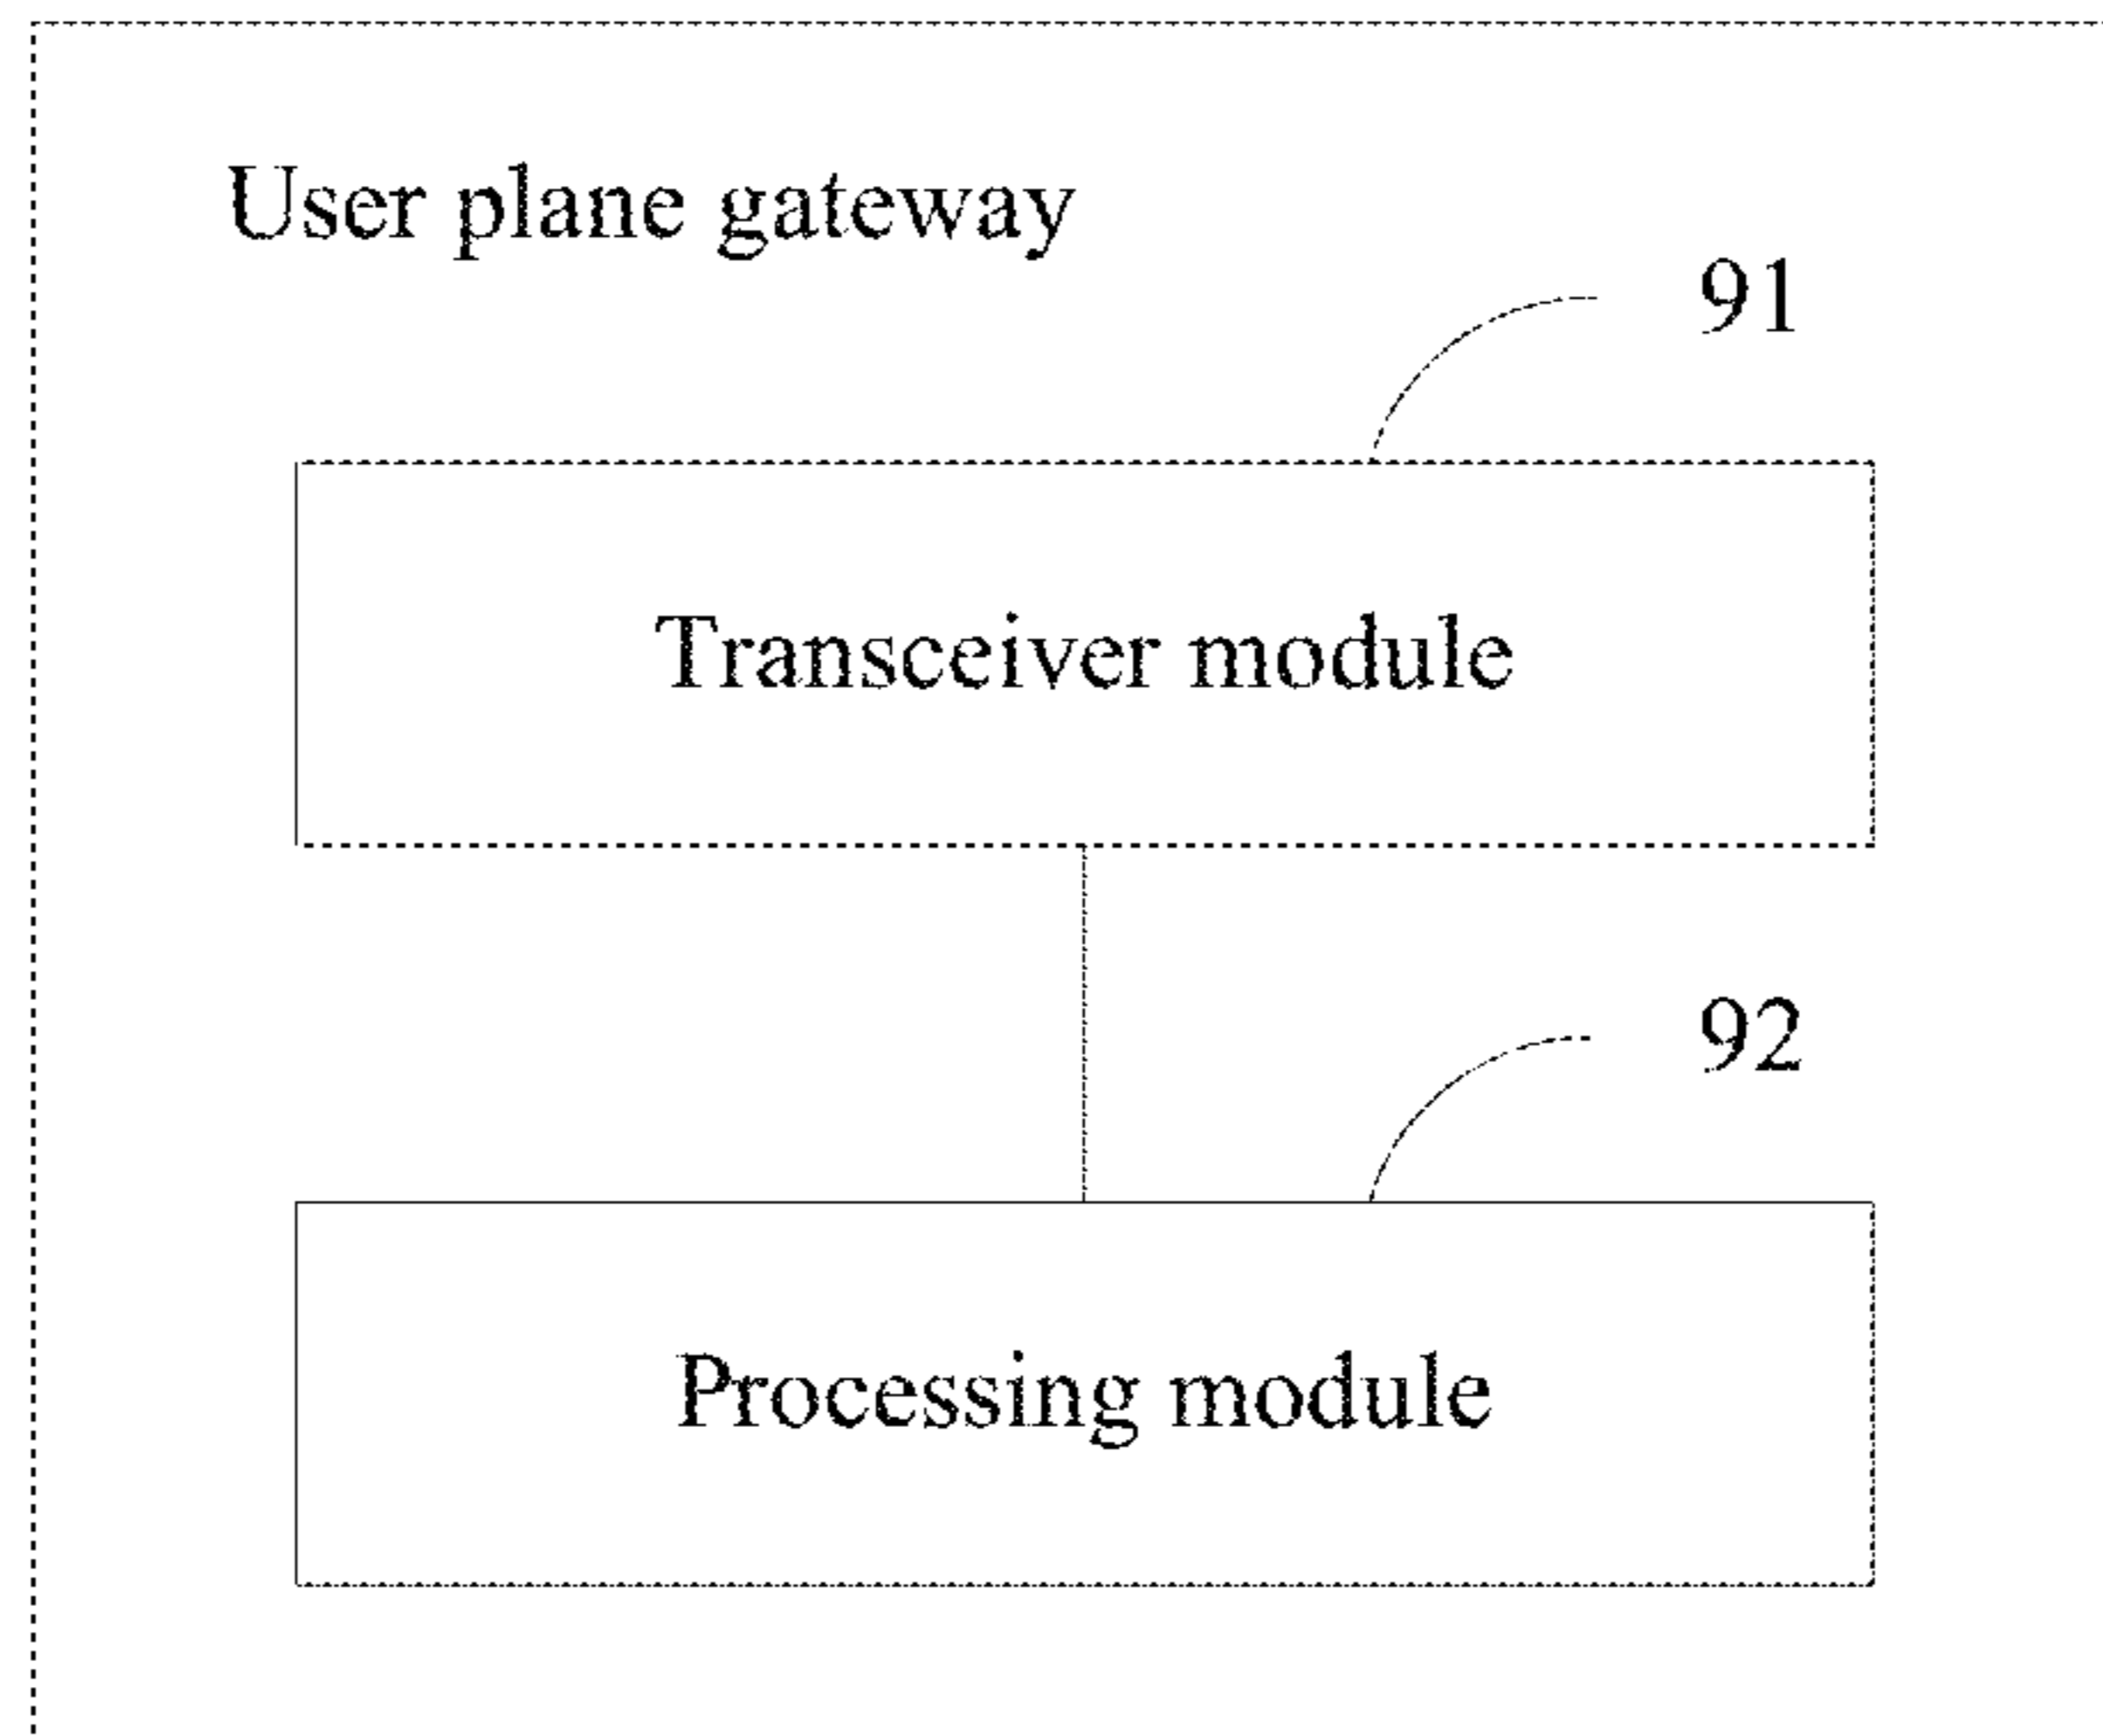 User plane gateway
91
Transceiver module
92
Processing module